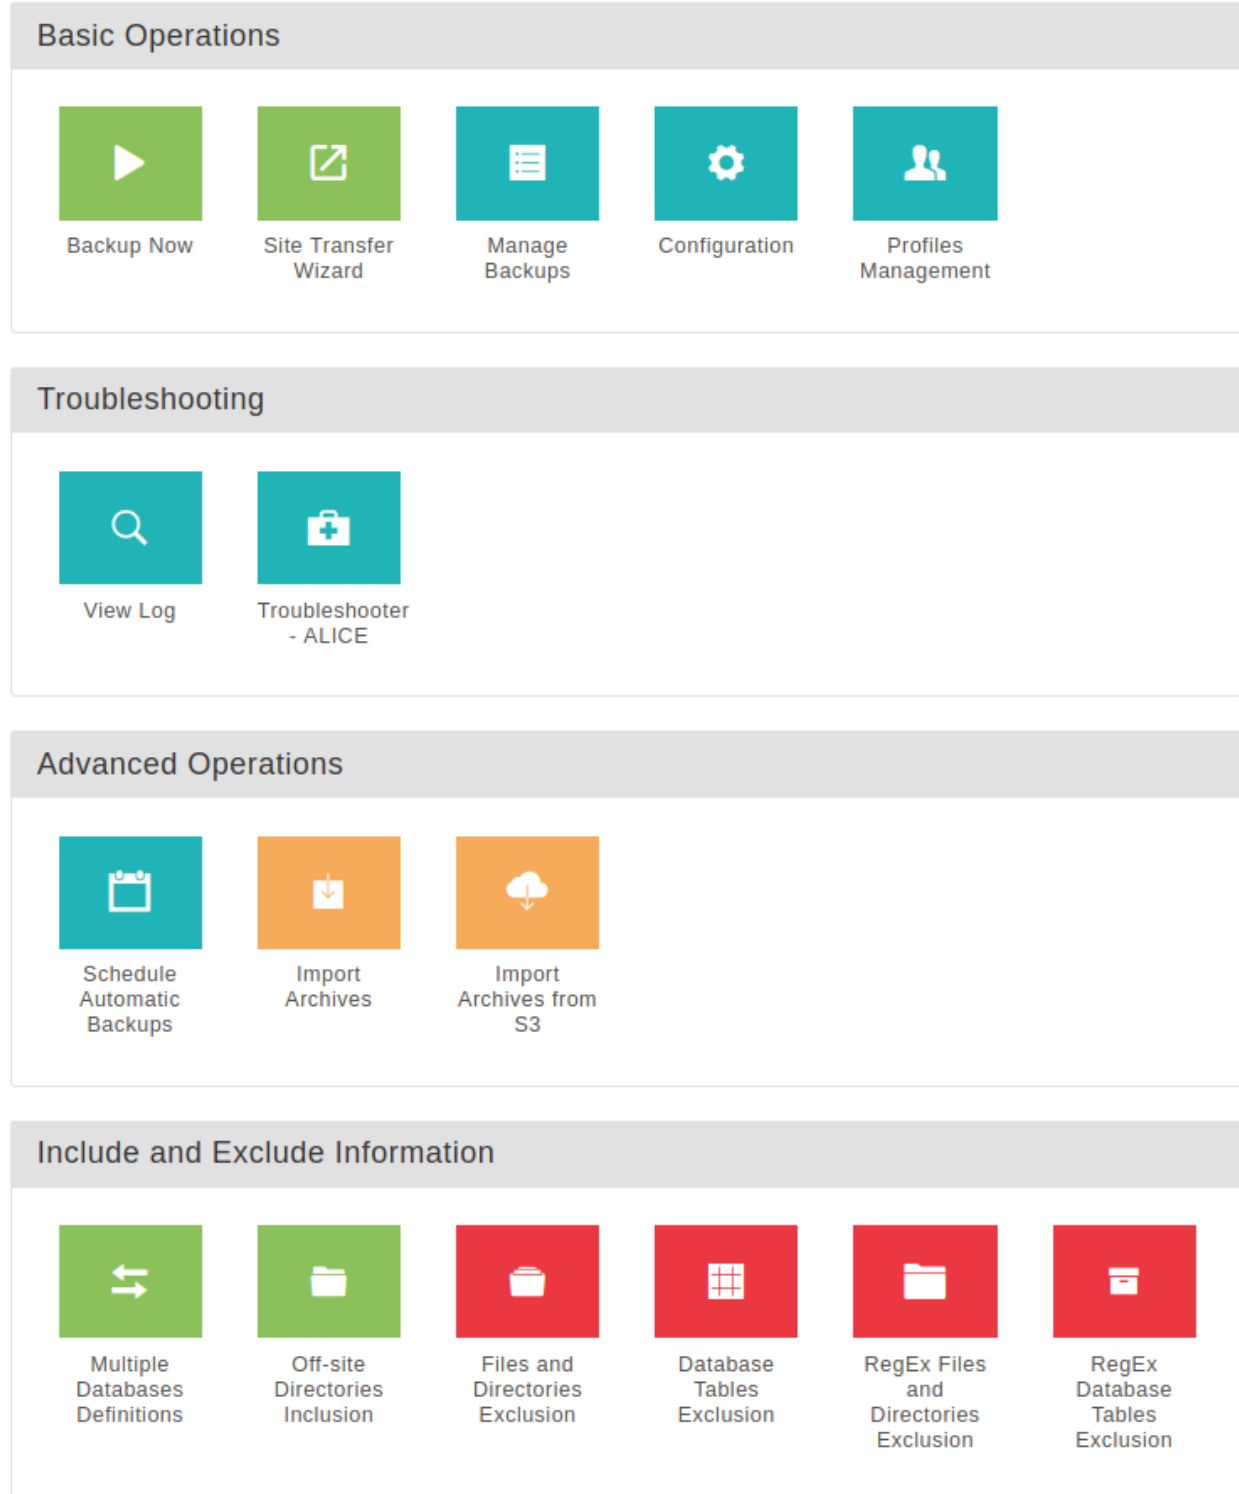 Basic Operations
Backup Now
Site Transfer
Wizard
Manage
Backups
Configuration
Profiles
Management
Troubleshooting
View Log
Troubleshooter
- ALICE
Advanced Operations
Schedule
Automatic
Backups
Import
Archives
Import
Archives from
S3
Include and Exclude Information
Multiple
Databases
Definitions
Off-site
Directories
Inclusion
Files and
Directories
Exclusion
Database
Tables
Exclusion
RegEx Files
and
Directories
Exclusion
RegEx
Database
Tables
Exclusion